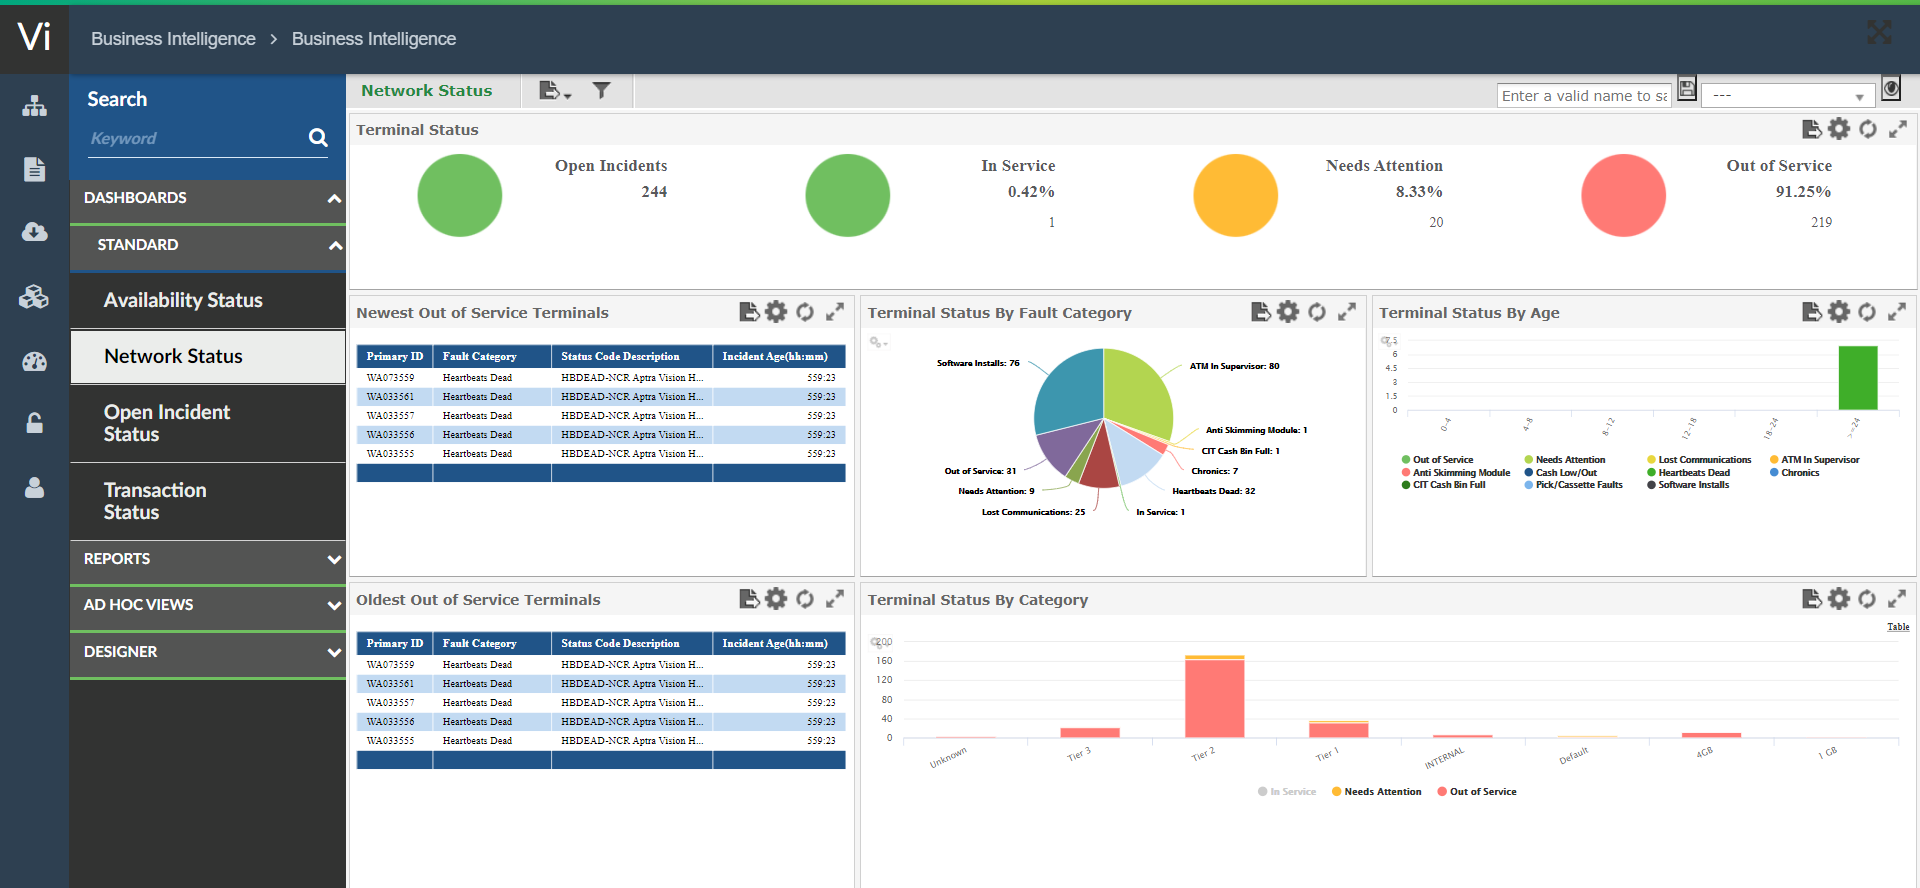 Vi
Business Intelligence > Business Intelligence
Search
Keyword
DASHBOARDS
STANDARD
Availability Status
Network Status
Open Incident
Status
Transaction
Status
REPORTS
AD HOC VIEWS
DESIGNER
Network Status
Enter a valid name to sa
---
Terminal Status
Open Incidents
244
In Service
0.42%
1
Needs Attention
8.33%
20
Out of Service
91.25%
219
Newest Out of Service Terminals
Primary ID Fault Category Status Code Description Incident Age(hh:mm)
WA073559 Heartbeats Dead HBDEAD-NCR Aptra Vision H... 559:23
WA033561 Heartbeats Dead HBDEAD-NCR Aptra Vision H... 559:23
WA033557 Heartbeats Dead HBDEAD-NCR Aptra Vision H... 559:23
WA033556 Heartbeats Dead HBDEAD-NCR Aptra Vision H... 559:23
WA033555 Heartbeats Dead HBDEAD-NCR Aptra Vision H... 559:23
Terminal Status By Fault Category
Software Installs: 76
ATM In Supervisor: 80
Anti Skimming Module: 1
CIT Cash Bin Full: 1
Out of Service: 31
Chronics: 7
Needs Attention: 9
Heartbeats Dead: 32
Lost Communications: 25
In Service: 1
Terminal Status By Age
7.5
6
4.5
3
1.5
0
0-4
4-8
8-12
12-18
18-24
>=24
Out of Service Needs Attention Lost Communications ATM In Supervisor
Anti Skimming Module Cash Low/Out Heartbeats Dead Chronics
CIT Cash Bin Full Pick/Cassette Faults Software Installs
Oldest Out of Service Terminals
Primary ID Fault Category Status Code Description Incident Age(hh:mm)
WA073559 Heartbeats Dead HBDEAD-NCR Aptra Vision H... 559:23
WA033561 Heartbeats Dead HBDEAD-NCR Aptra Vision H... 559:23
WA033557 Heartbeats Dead HBDEAD-NCR Aptra Vision H... 559:23
WA033556 Heartbeats Dead HBDEAD-NCR Aptra Vision H... 559:23
WA033555 Heartbeats Dead HBDEAD-NCR Aptra Vision H... 559:23
Terminal Status By Category
Table
200
160
120
80
40
0
Unknown
Tier 3
Tier 2
Tier 1
INTERNAL
Default
4GB
1 GB
In Service Needs Attention Out of Service